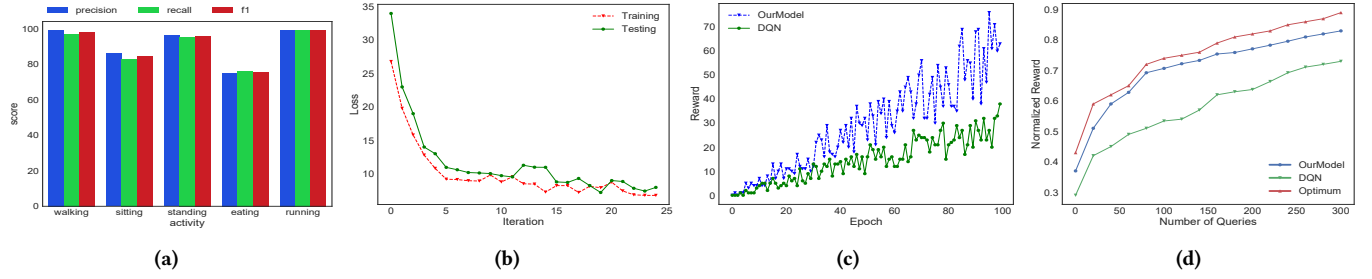 precision recall f1
100
80
60
40
20
0
score
walking sitting standing eating running
activity
(a)
35
30
25
20
15
10
Loss
Training
Testing
0 5 10 15 20 25
Iteration
(b)
70
60
50
40
30
20
10
0
Reward
OurModel
DQN
0 20 40 60 80 100
Epoch
(c)
0.9
0.8
0.7
0.6
0.5
0.4
0.3
Normalized Reward
OurModel
DQN
Optimum
0 50 100 150 200 250 300
Number of Queries
(d)